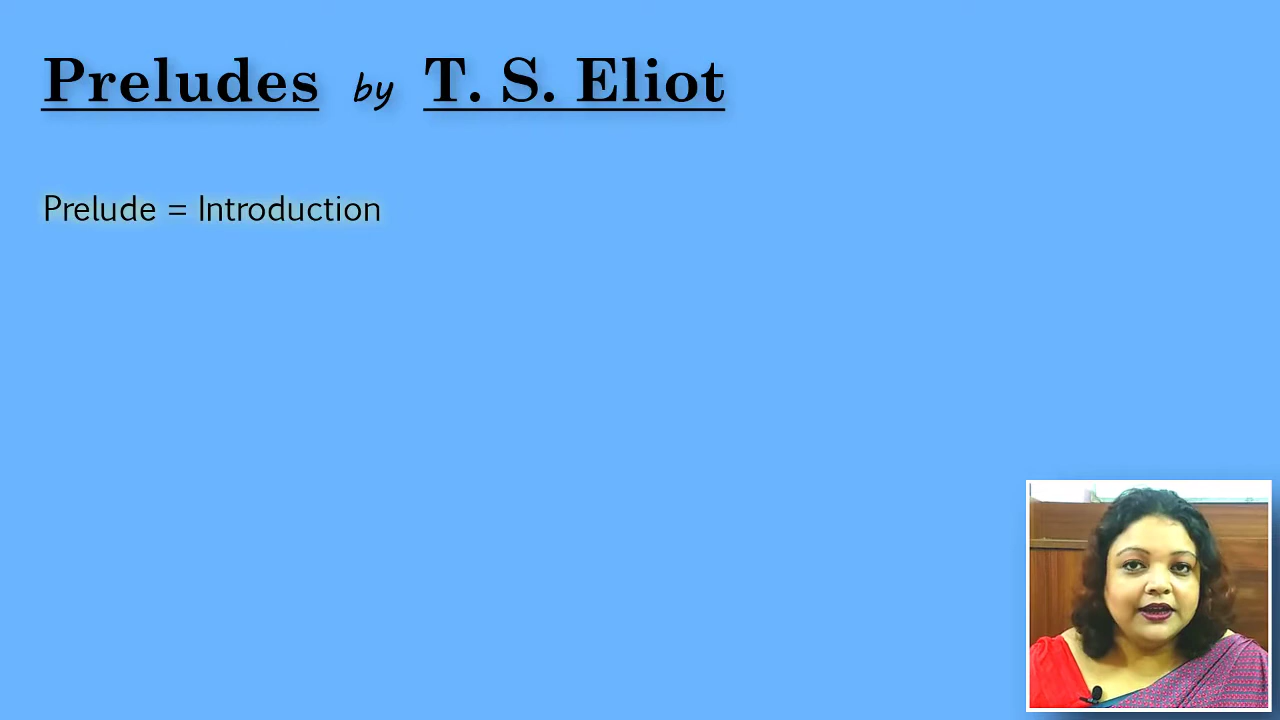 Preludes by T. S. Eliot
Prelude = Introduction